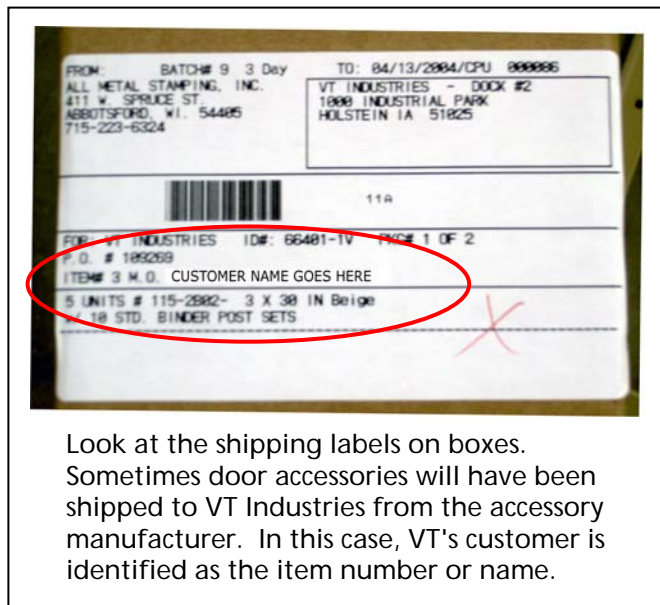 FROM: BATCH# 9 3 Day TO: 04/13/2004/CPU 000086
ALL METAL STAMPING, INC.
411 W. SPRUCE ST.
ABBOTSFORD, WI. 54405
715-223-6324
VT INDUSTRIES - DOCK #2
1000 INDUSTRIAL PARK
HOLSTEIN IA 51025
11A
FOR: VT INDUSTRIES ID#: 66401-1V PKG# 1 OF 2
P.O. # 109269
ITEM# 3 M.O. CUSTOMER NAME GOES HERE
5 UNITS # 115-2802- 3 X 30 IN Beige
w/ 10 STD. BINDER POST SETS
Look at the shipping labels on boxes.
Sometimes door accessories will have been
shipped to VT Industries from the accessory
manufacturer. In this case, VT's customer is
identified as the item number or name.